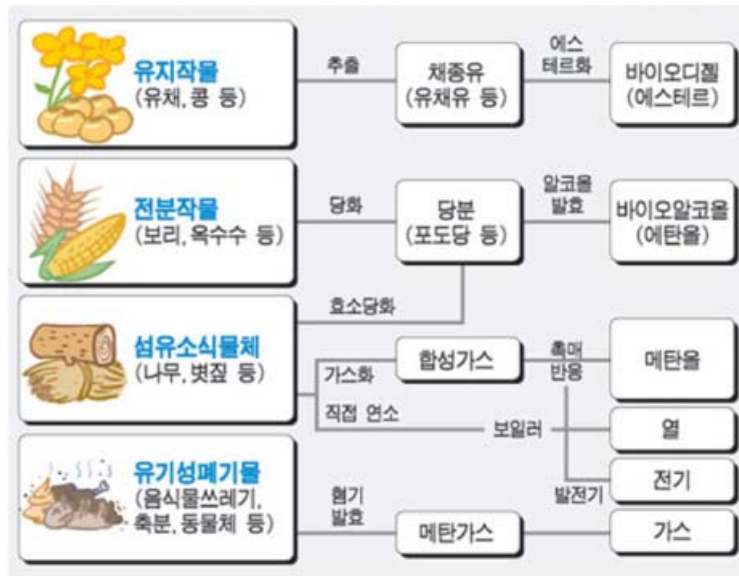 유지작물
(유채, 콩 등)
추출
채종유
(유채유 등)
에스
테르화
바이오디젤
(에스테르)
전분작물
(보리, 옥수수 등)
당화
당분
(포도당 등)
알코올
발효
바이오알코올
(에탄올)
효소당화
섬유소식물체
(나무, 볏짚 등)
가스화
합성가스
촉매
반응
메탄올
직접 연소
보일러
열
발전기
전기
유기성폐기물
(음식물쓰레기,
축분, 동물체 등)
혐기
발효
메탄가스
가스